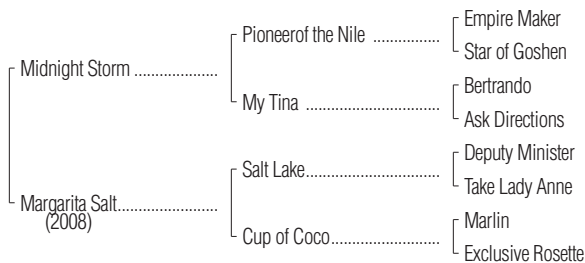 Empire Maker
Pioneerof the Nile ................
Star of Goshen
Midnight Storm ....................
Bertrando
My Tina ...............................
Ask Directions
Deputy Minister
Salt Lake................................
Take Lady Anne
Margarita Salt........................
(2008)
Marlin
Cup of Coco..........................
Exclusive Rosette